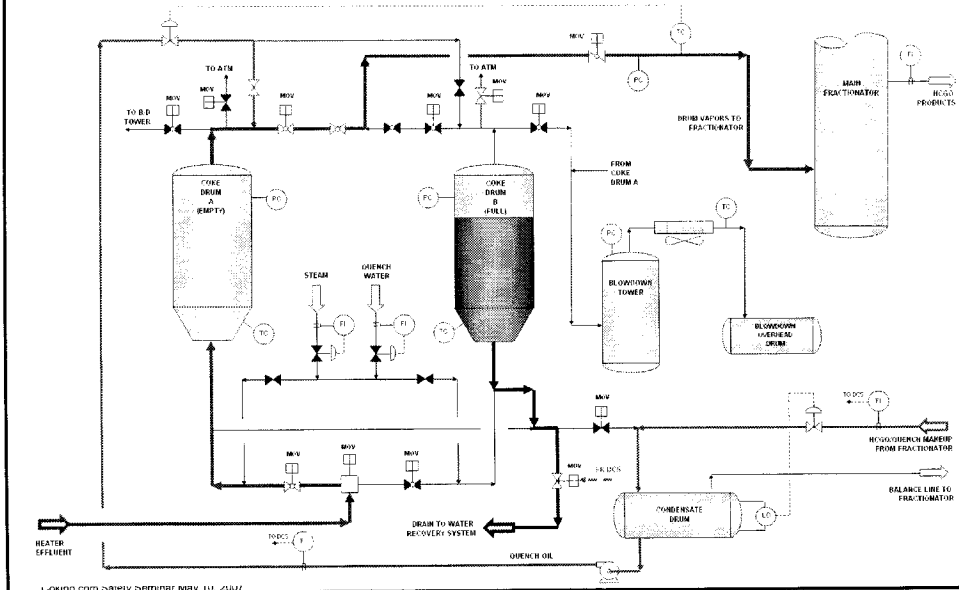 TC
MOV
FI
TO ATM
TO ATM
MOV
MOV
MOV
MOV
MOV
PC
MAIN
FRACTIONATOR
HCGO
PRODUCTS
TO B/D
TOWER
DRUM VAPORS TO
FRACTIONATOR
FROM
COKE
DRUM A
COKE
DRUM
A
(EMPTY)
PC
PC
COKE
DRUM
B
(FULL)
TC
PC
STEAM
QUENCH
WATER
BLOWDOWN
TOWER
FI
FI
TC
TC
BLOWDOWN
OVERHEAD
DRUM
MOV
TO DCS
FI
HCGO/QUENCH MAKEUP
FROM FRACTIONATOR
MOV
MOV
MOV
MOV
FR DCS
BALANCE LINE TO
FRACTIONATOR
CONDENSATE
DRUM
LC
DRAIN TO WATER
RECOVERY SYSTEM
HEATER
EFFLUENT
TO DCS
QUENCH OIL
Coking.com Safety Seminar May 10, 2007